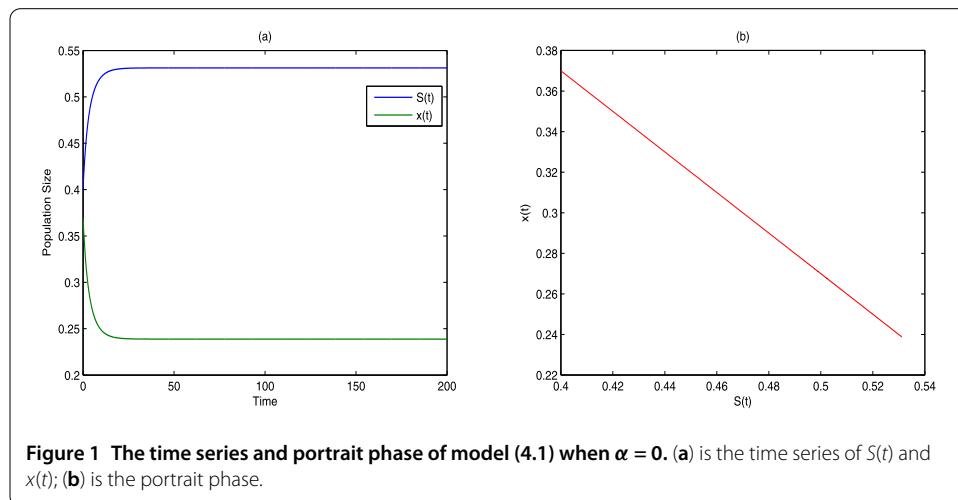 (a)
0.55
0.5
0.45
0.4
0.35
0.3
0.25
0.2
Population Size
0 50 100 150 200
Time
S(t)
x(t)
(b)
0.38
0.36
0.34
0.32
0.3
0.28
0.26
0.24
0.22
x(t)
0.4 0.42 0.44 0.46 0.48 0.5 0.52 0.54
S(t)
Figure 1 The time series and portrait phase of model (4.1) when α = 0. (a) is the time series of S(t) and
x(t); (b) is the portrait phase.